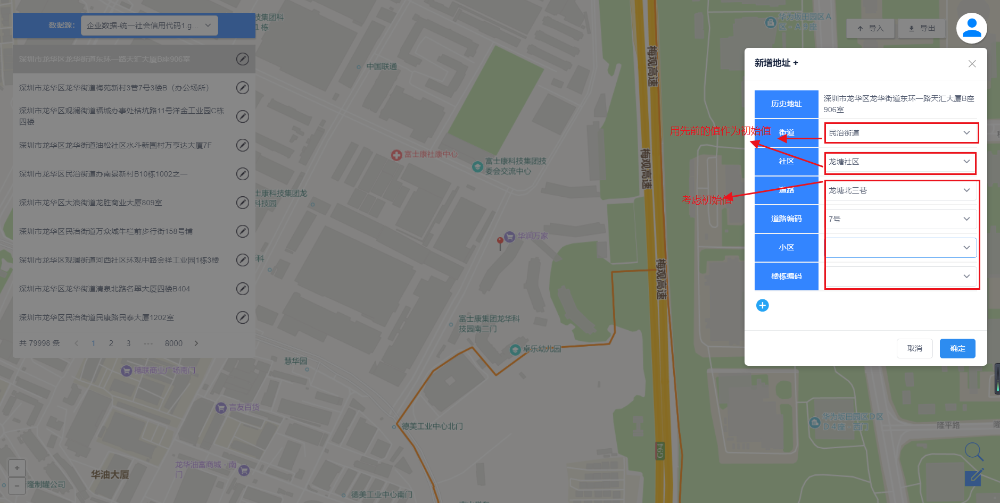 数据源:
企业数据-统一社会信用代码1.g...
深圳市龙华区龙华街道东环一路天汇大厦B座906室
深圳市龙华区龙华街道梅苑新村3巷7号3楼B（办公场所）
深圳市龙华区观澜街道福城办事处桔坑路11号洋金工业园C栋
四楼
深圳市龙华区龙华街道油松社区水斗新围村万亨达大厦7F
深圳市龙华区民治街道办南景新村B10栋1002之一
深圳市龙华区大浪街道龙胜商业大厦809室
深圳市龙华区民治街道万众城牛栏前步行街158号铺
深圳市龙华区观澜街道河西社区环观中路金祥工业园1栋3楼
深圳市龙华区龙华街道清泉北路名翠大厦四楼B404
深圳市龙华区民治街道民康路民泰大厦1202室
共 79998 条
1
2
3
•••
8000
导入
导出
新增地址 +
历史地址
深圳市龙华区龙华街道东环一路天汇大厦B座
906室
街道
民治街道
社区
龙塘社区
道路
龙塘北三巷
道路编码
7号
小区
楼栋编码
取消
确定
用先前的值作为初始值
考虑初始值
技集团科
1栋
中国联通
富士康社康中心
富士康科技集团技
委会交流中心
士康科技集团龙
科技园
华润万家
科
富士康集团龙华科
技园南二门
卓乐幼儿园
慧华园
穗联商业广场南门
言友百货
德美工业中心北门
龙华油富商城-南
门
华油大厦
隆制罐公司
德美工业中心南门
梅观高速
梅观高速
梅观高速
G94
华为坂田园区A
区-A9座
华为坂田园区D区
D4座-西门
隆平路
隆
+
−